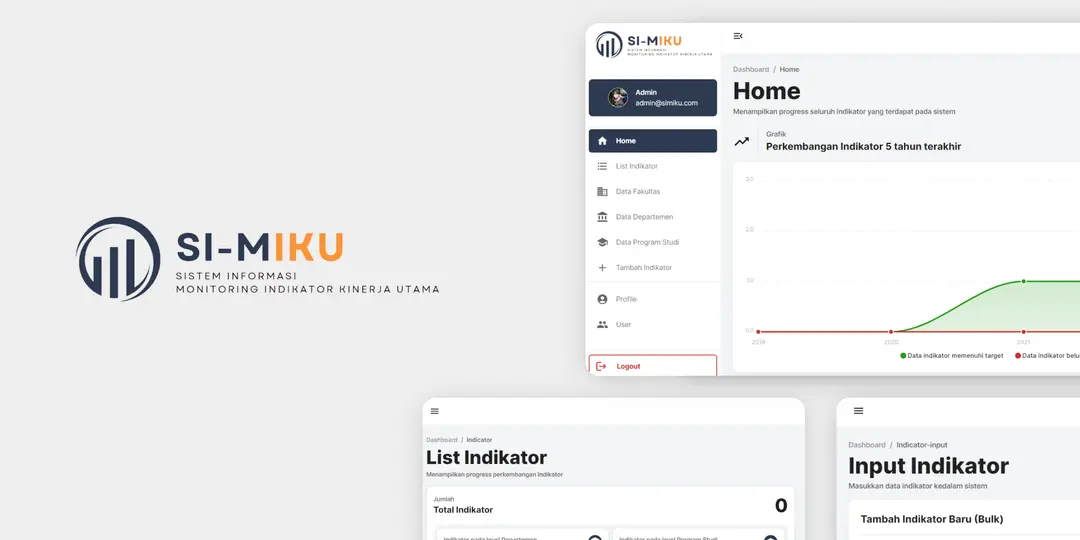 SI-MIKU
SISTEM INFORMASI
MONITORING INDIKATOR KINERJA UTAMA
SI-MIKU
SISTEM INFORMASI
MONITORING INDIKATOR KINERJA UTAMA
Admin
admin@simiku.com
Home
List Indikator
Data Fakultas
Data Departemen
Data Program Studi
Tambah Indikator
Profile
User
Logout
Dashboard / Home
Home
Menampilkan progress seluruh indikator yang terdapat pada sistem
Grafik
Perkembangan Indikator 5 tahun terakhir
3.0
2.0
1.0
0.0
2019 2020 2021
Data indikator memenuhi target Data indikator belu
Dashboard / Indicator
List Indikator
Menampilkan progress perkembangan Indikator
Jumlah
Total Indikator
0
Indikator pada level Departemen 0
Indikator pada level Program Studi 0
Dashboard / Indicator-input
Input Indikator
Masukkan data indikator kedalam sistem
Tambah Indikator Baru (Bulk)